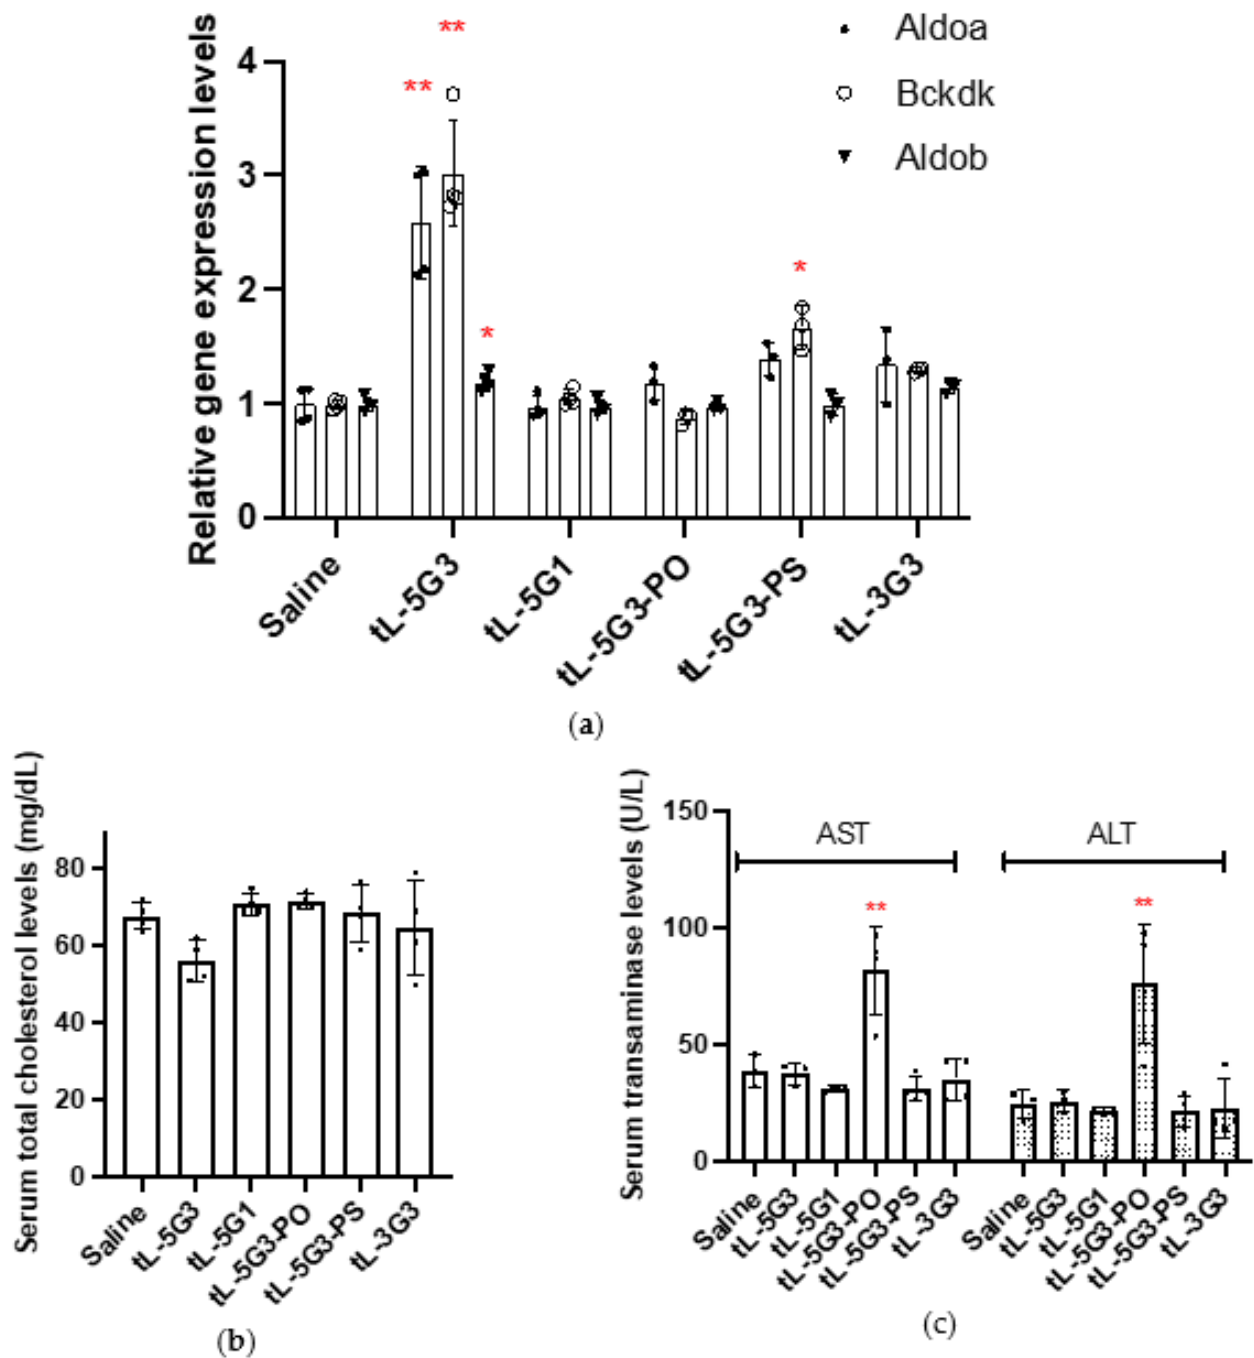 Relative gene expression levels
4
3
2
1
0
**
**
*
*
Aldoa
Bckdk
Aldob
Saline
tL-5G3
tL-5G1
tL-5G3-PO
tL-5G3-PS
tL-3G3
(a)
Serum total cholesterol levels (mg/dL)
80
60
40
20
0
Saline
tL-5G3
tL-5G1
tL-5G3-PO
tL-5G3-PS
tL-3G3
(b)
Serum transaminase levels (U/L)
150
100
50
0
AST
ALT
**
**
Saline
tL-5G3
tL-5G1
tL-5G3-PO
tL-5G3-PS
tL-3G3
Saline
tL-5G3
tL-5G1
tL-5G3-PO
tL-5G3-PS
tL-3G3
(c)